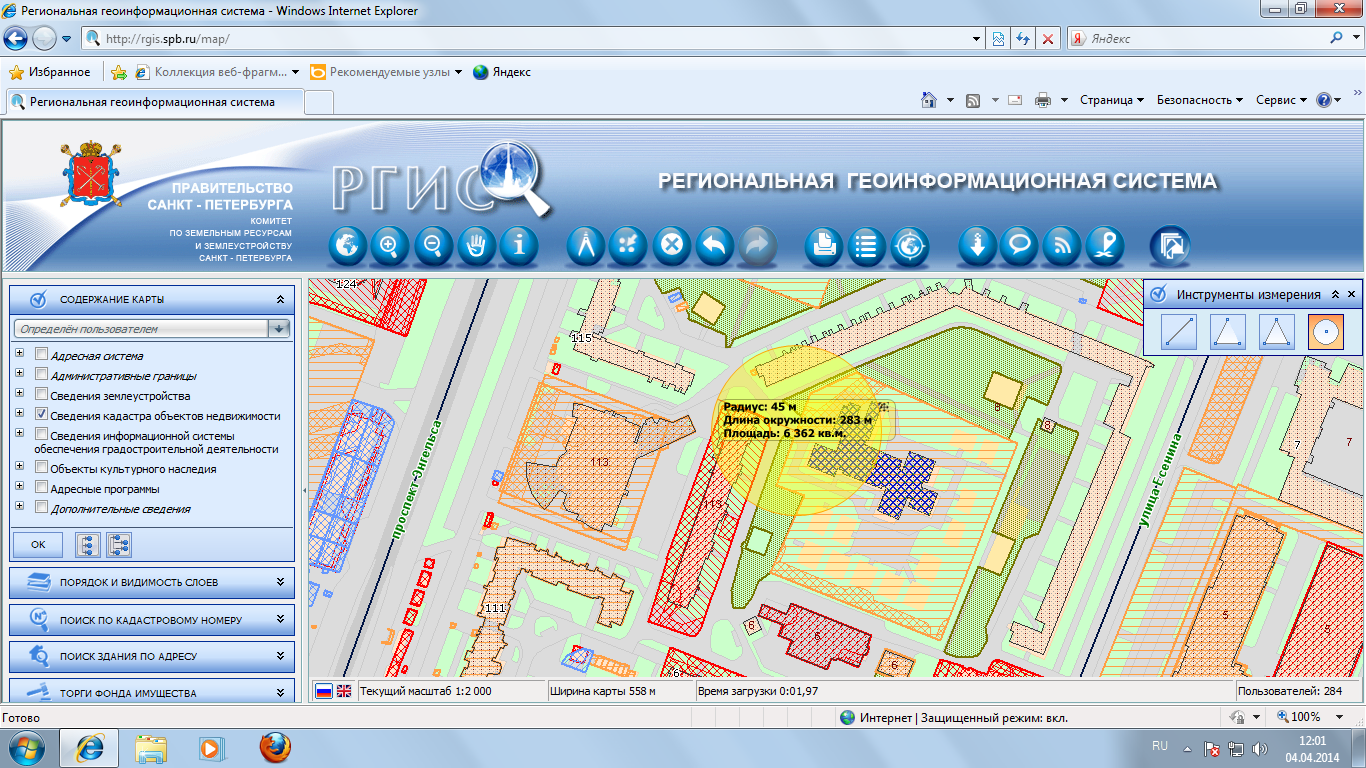 Региональная геоинформационная система - Windows Internet Explorer
http://rgis.spb.ru/map/
Яндекс
Избранное
Коллекция веб-фрагм...
Рекомендуемые узлы
Яндекс
Региональная геоинформационная система
Страница
Безопасность
Сервис
ПРАВИТЕЛЬСТВО
САНКТ - ПЕТЕРБУРГА
КОМИТЕТ
ПО ЗЕМЕЛЬНЫМ РЕСУРСАМ
И ЗЕМЛЕУСТРОЙСТВУ
САНКТ - ПЕТЕРБУРГА
РГИС
РЕГИОНАЛЬНАЯ ГЕОИНФОРМАЦИОННАЯ СИСТЕМА
СОДЕРЖАНИЕ КАРТЫ
Определён пользователем
Адресная система
Административные границы
Сведения землеустройства
Сведения кадастра объектов недвижимости
Сведения информационной системы
обеспечения градостроительной деятельности
Объекты культурного наследия
Адресные программы
Дополнительные сведения
ОК
ПОРЯДОК И ВИДИМОСТЬ СЛОЕВ
ПОИСК ПО КАДАСТРОВОМУ НОМЕРУ
ПОИСК ЗДАНИЯ ПО АДРЕСУ
ТОРГИ ФОНДА ИМУЩЕСТВА
Инструменты измерения
124
115
Радиус: 45 м
Длина окружности: 283 м
Площадь: 6 362 кв.м.
8
8
7
7
проспект Энгельса
113
113
улица Есенина
111
6
6
6
6
5
5
Текущий масштаб 1:2 000
Ширина карты 558 м
Время загрузки 0:01,97
Пользователей: 284
Готово
Интернет | Защищенный режим: вкл.
100%
RU
12:01
04.04.2014